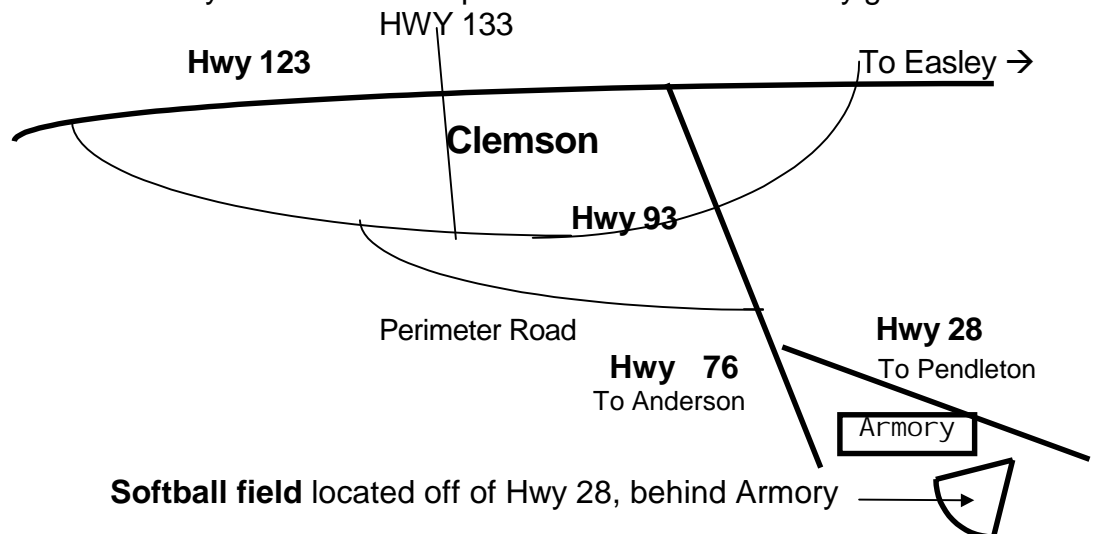 HWY 133
Hwy 123
To Easley →
Clemson
Hwy 93
Perimeter Road
Hwy 28
To Pendleton
Hwy 76
To Anderson
Armory
Softball field located off of Hwy 28, behind Armory